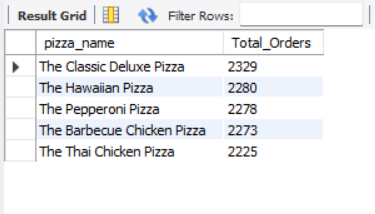 Result Grid Filter Rows:
pizza_name Total_Orders
The Classic Deluxe Pizza 2329
The Hawaiian Pizza 2280
The Pepperoni Pizza 2278
The Barbecue Chicken Pizza 2273
The Thai Chicken Pizza 2225